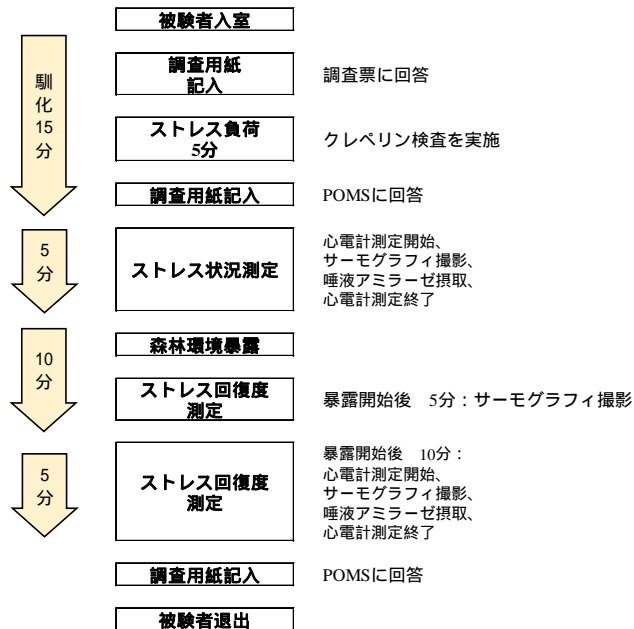 被験者入室
馴化
15
分
調査用紙
記入
調査票に回答
ストレス負荷
5分
クレペリン検査を実施
調査用紙記入
POMSに回答
5
分
ストレス状況測定
心電計測定開始、
サーモグラフィ撮影、
唾液アミラーゼ摂取、
心電計測定終了
10
分
森林環境暴露
ストレス回復度
測定
暴露開始後　5分：サーモグラフィ撮影
5
分
ストレス回復度
測定
暴露開始後　10分：
心電計測定開始、
サーモグラフィ撮影、
唾液アミラーゼ摂取、
心電計測定終了
調査用紙記入
POMSに回答
被験者退出